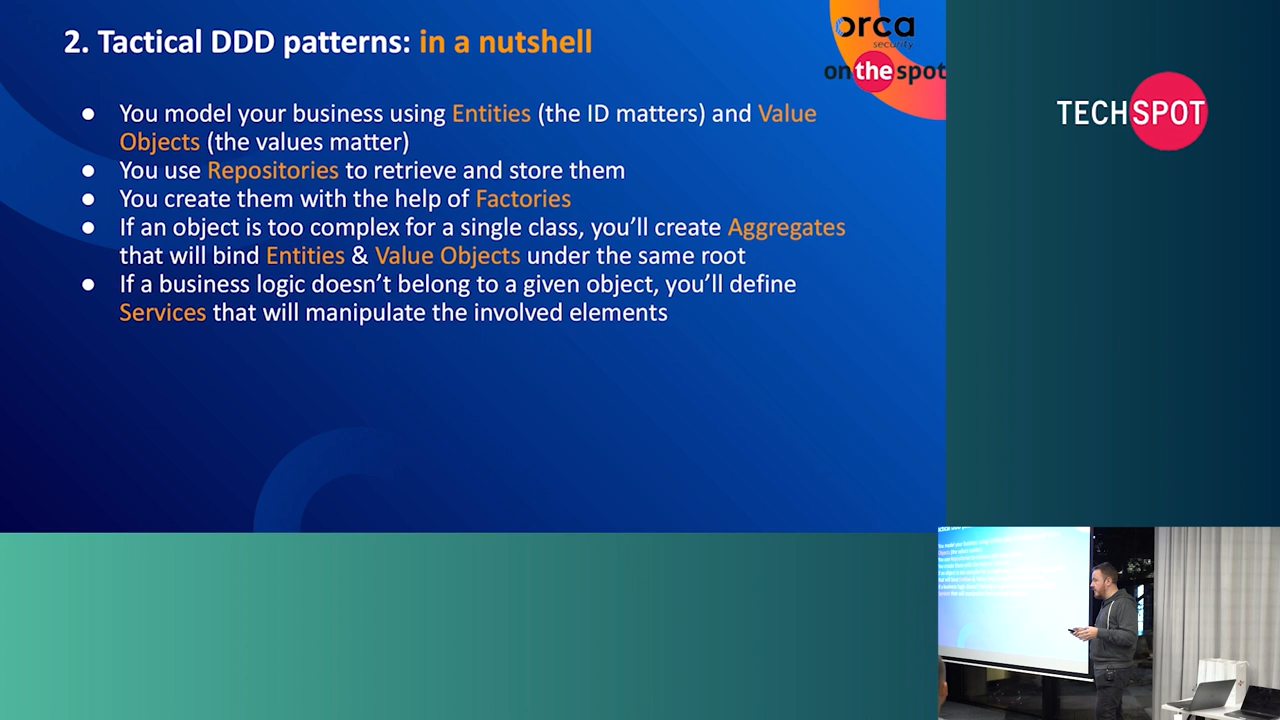 2. Tactical DDD patterns: in a nutshell
orca
security
on the spot
TECHSPOT
● You model your business using Entities (the ID matters) and Value
Objects (the values matter)
● You use Repositories to retrieve and store them
● You create them with the help of Factories
● If an object is too complex for a single class, you’ll create Aggregates
that will bind Entities & Value Objects under the same root
● If a business logic doesn’t belong to a given object, you’ll define
Services that will manipulate the involved elements